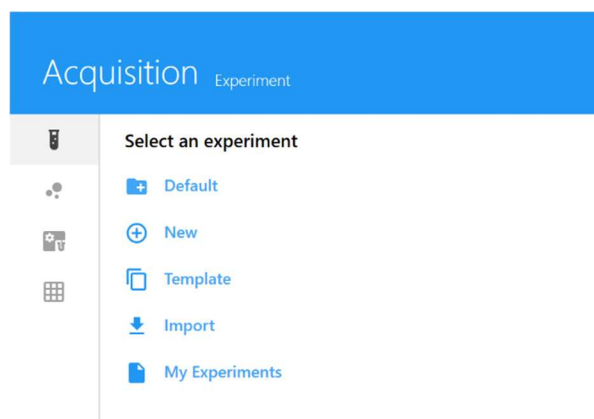 Acquisition Experiment
Select an experiment
Default
New
Template
Import
My Experiments